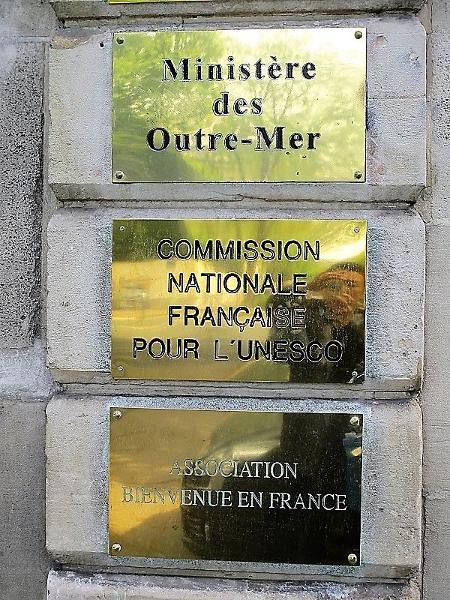 Ministère
des
Outre-Mer
COMMISSION
NATIONALE
FRANÇAISE
POUR L'UNESCO
ASSOCIATION
BIENVENUE EN FRANCE